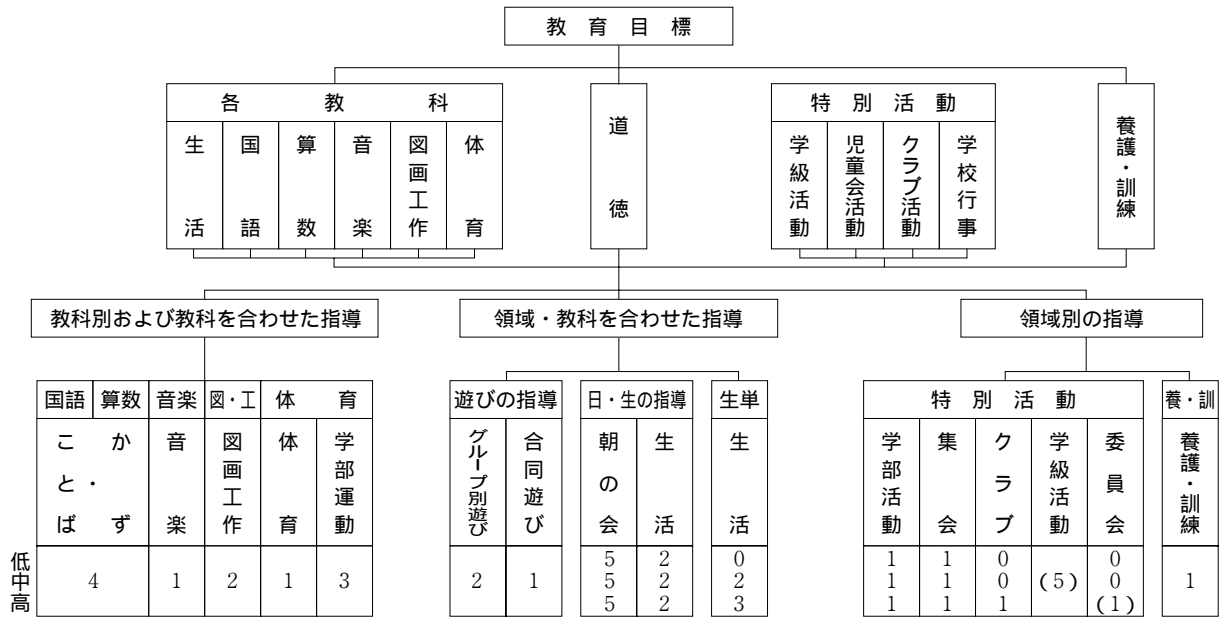 教育目標
各教科
生活
国語
算数
音楽
図画工作
体育
道徳
特別活動
学級活動
児童会活動
クラブ活動
学校行事
養護・訓練
教科別および教科を合わせた指導
領域・教科を合わせた指導
領域別の指導
国語 算数 音楽 図・工 体育
ことば・かず
音楽
図画工作
体育
学部運動
遊びの指導 日・生の指導 生単
グループ別遊び
合同遊び
朝の会
生活
生活
特別活動 養・訓
学部活動
集会
クラブ
学級活動
委員会
養護・訓練
低 5 2 0 1 1 0 0
中 4 1 2 1 3 2 1 5 2 2 1 1 0 (5) 0 1
高 5 2 3 1 1 1 (1)